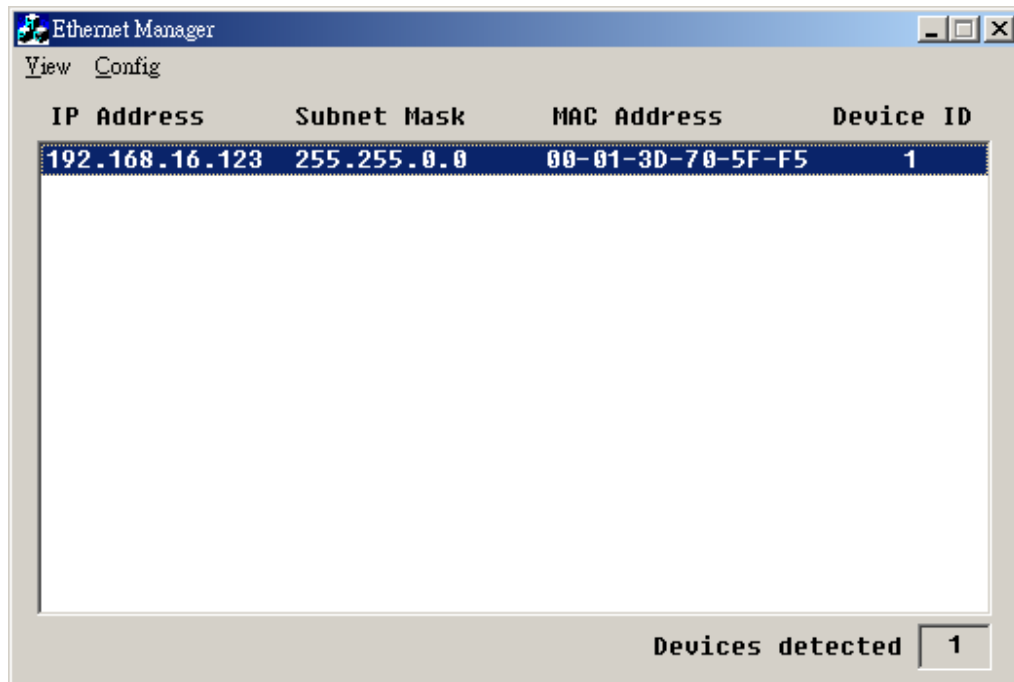 Ethernet Manager
View Config
IP Address Subnet Mask MAC Address Device ID
192.168.16.123 255.255.0.0 00-01-3D-70-5F-F5 1
Devices detected 1